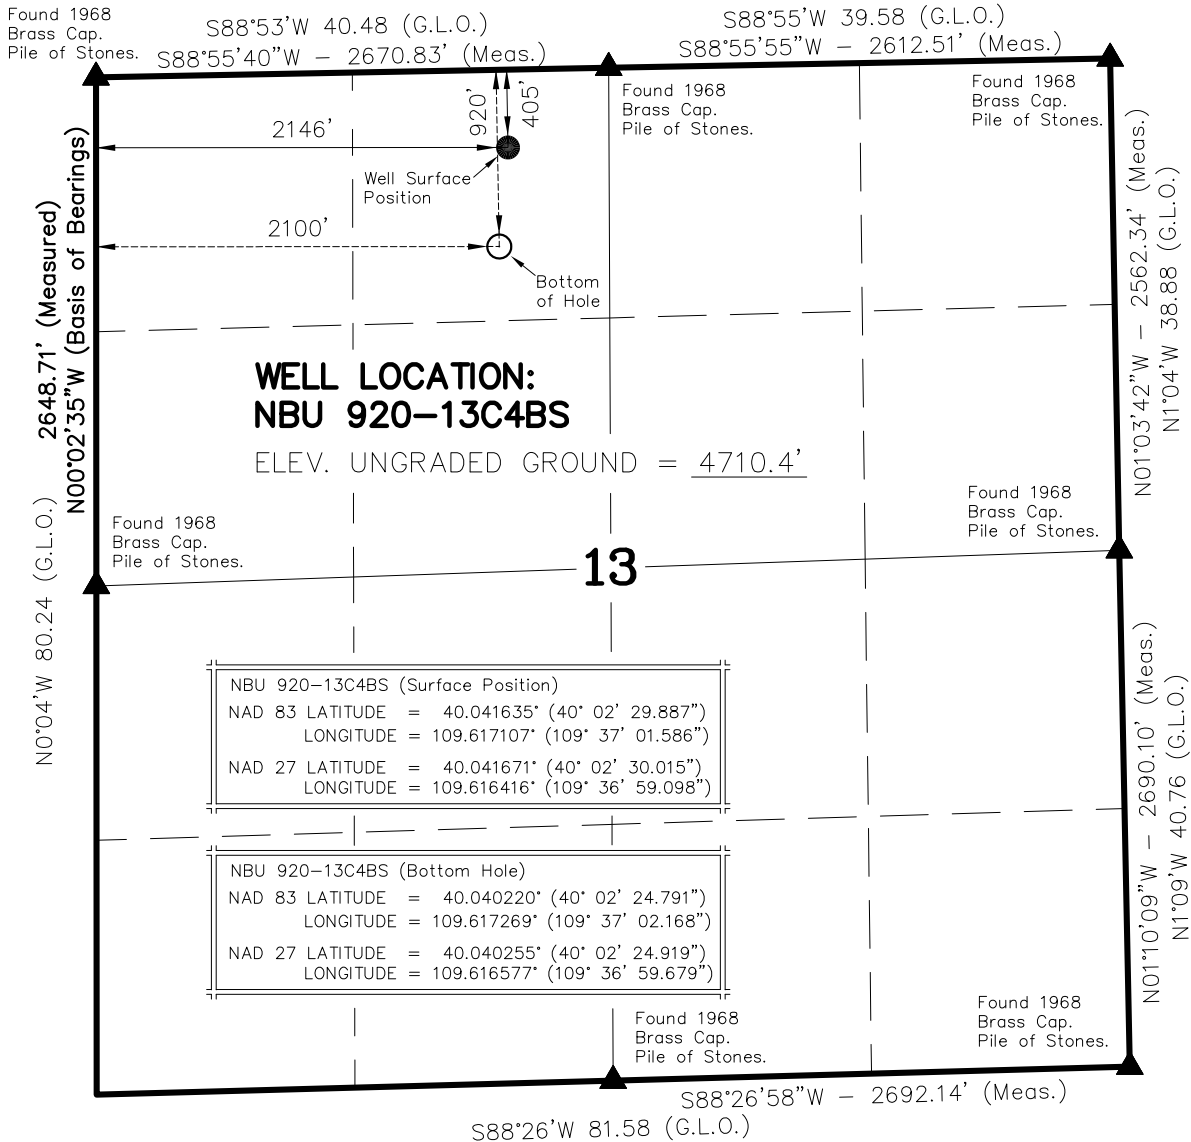 Found 1968
Brass Cap.
Pile of Stones.
S88°53'W 40.48 (G.L.O.)
S88°55'40"W - 2670.83' (Meas.)
S88°55'W 39.58 (G.L.O.)
S88°55'55"W - 2612.51' (Meas.)
Found 1968
Brass Cap.
Pile of Stones.
Found 1968
Brass Cap.
Pile of Stones.
920'
405'
2146'
Well Surface
Position
2100'
Bottom
of Hole
2648.71' (Measured)
N00°02'35"W (Basis of Bearings)
N01°03'42"W - 2562.34' (Meas.)
N1°04'W 38.88 (G.L.O.)
WELL LOCATION:
NBU 920-13C4BS
ELEV. UNGRADED GROUND = 4710.4'
Found 1968
Brass Cap.
Pile of Stones.
Found 1968
Brass Cap.
Pile of Stones.
13
N0°04'W 80.24 (G.L.O.)
N01°10'09"W - 2690.10' (Meas.)
N1°09'W 40.76 (G.L.O.)
NBU 920-13C4BS (Surface Position)
NAD 83 LATITUDE = 40.041635° (40° 02' 29.887")
LONGITUDE = 109.617107° (109° 37' 01.586")
NAD 27 LATITUDE = 40.041671° (40° 02' 30.015")
LONGITUDE = 109.616416° (109° 36' 59.098")
NBU 920-13C4BS (Bottom Hole)
NAD 83 LATITUDE = 40.040220° (40° 02' 24.791")
LONGITUDE = 109.617269° (109° 37' 02.168")
NAD 27 LATITUDE = 40.040255° (40° 02' 24.919")
LONGITUDE = 109.616577° (109° 36' 59.679")
Found 1968
Brass Cap.
Pile of Stones.
Found 1968
Brass Cap.
Pile of Stones.
S88°26'58"W - 2692.14' (Meas.)
S88°26'W 81.58 (G.L.O.)